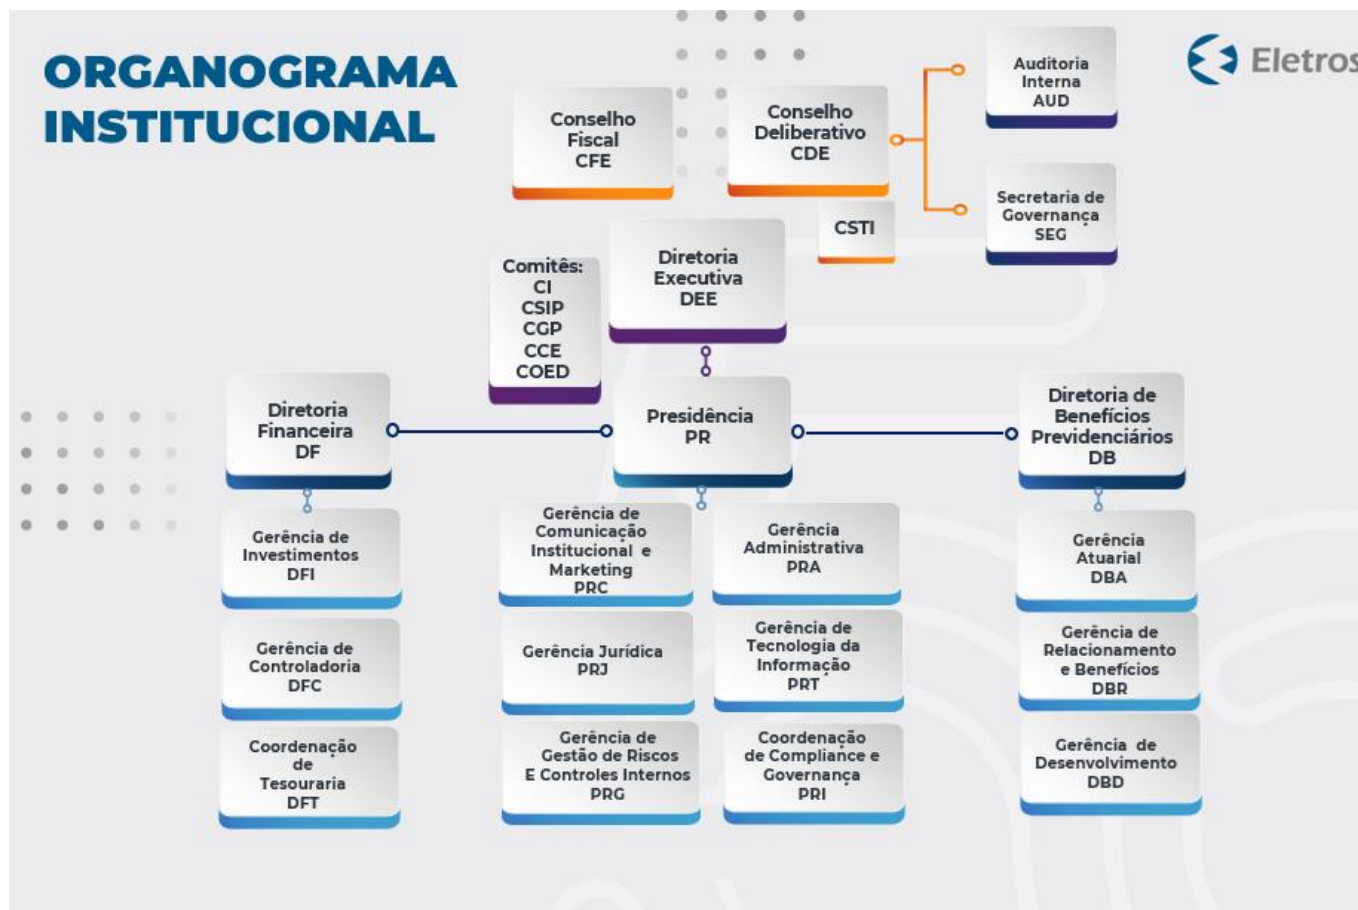 ORGANOGRAMA
INSTITUCIONAL
Conselho
Fiscal
CFE
Conselho
Deliberativo
CDE
Auditoria
Interna
AUD
Eletros
Secretaria de
Governança
SEG
CSTI
Diretoria
Executiva
DEE
Comitês:
CI
CSIP
CGP
CCE
COED
Diretoria
Financeira
DF
Presidência
PR
Diretoria de
Benefícios
Previdenciários
DB
Gerência de
Investimentos
DFI
Gerência de
Controladoria
DFC
Coordenação
de
Tesouraria
DFT
Gerência de
Comunicação
Institucional e
Marketing
PRC
Gerência
Administrativa
PRA
Gerência Jurídica
PRJ
Gerência de
Tecnologia da
Informação
PRT
Gerência de
Gestão de Riscos
E Controles Internos
PRG
Coordenação
de Compliance e
Governança
PRI
Gerência
Atuarial
DBA
Gerência de
Relacionamento
e Benefícios
DBR
Gerência de
Desenvolvimento
DBD